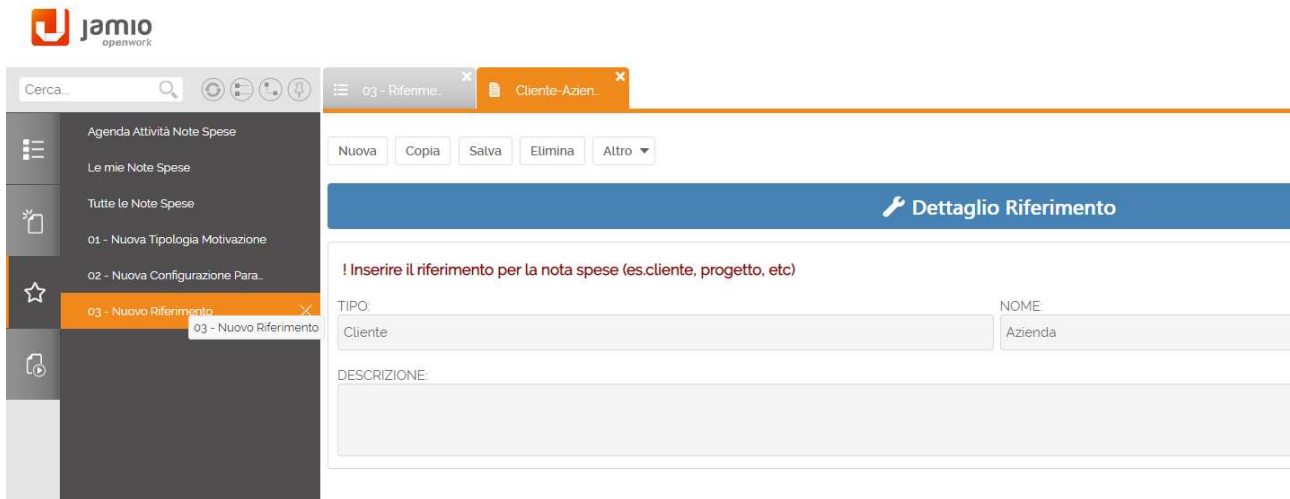 Jamio
openwork
Cerca...
03 - Riferime...
Cliente-Azien...
Agenda Attività Note Spese
Le mie Note Spese
Tutte le Note Spese
01 - Nuova Tipologia Motivazione
02 - Nuova Configurazione Para...
03 - Nuovo Riferimento
03 - Nuovo Riferimento
Nuova Copia Salva Elimina Altro
Dettaglio Riferimento
! Inserire il riferimento per la nota spese (es.cliente, progetto, etc)
TIPO: NOME:
Cliente Azienda
DESCRIZIONE: